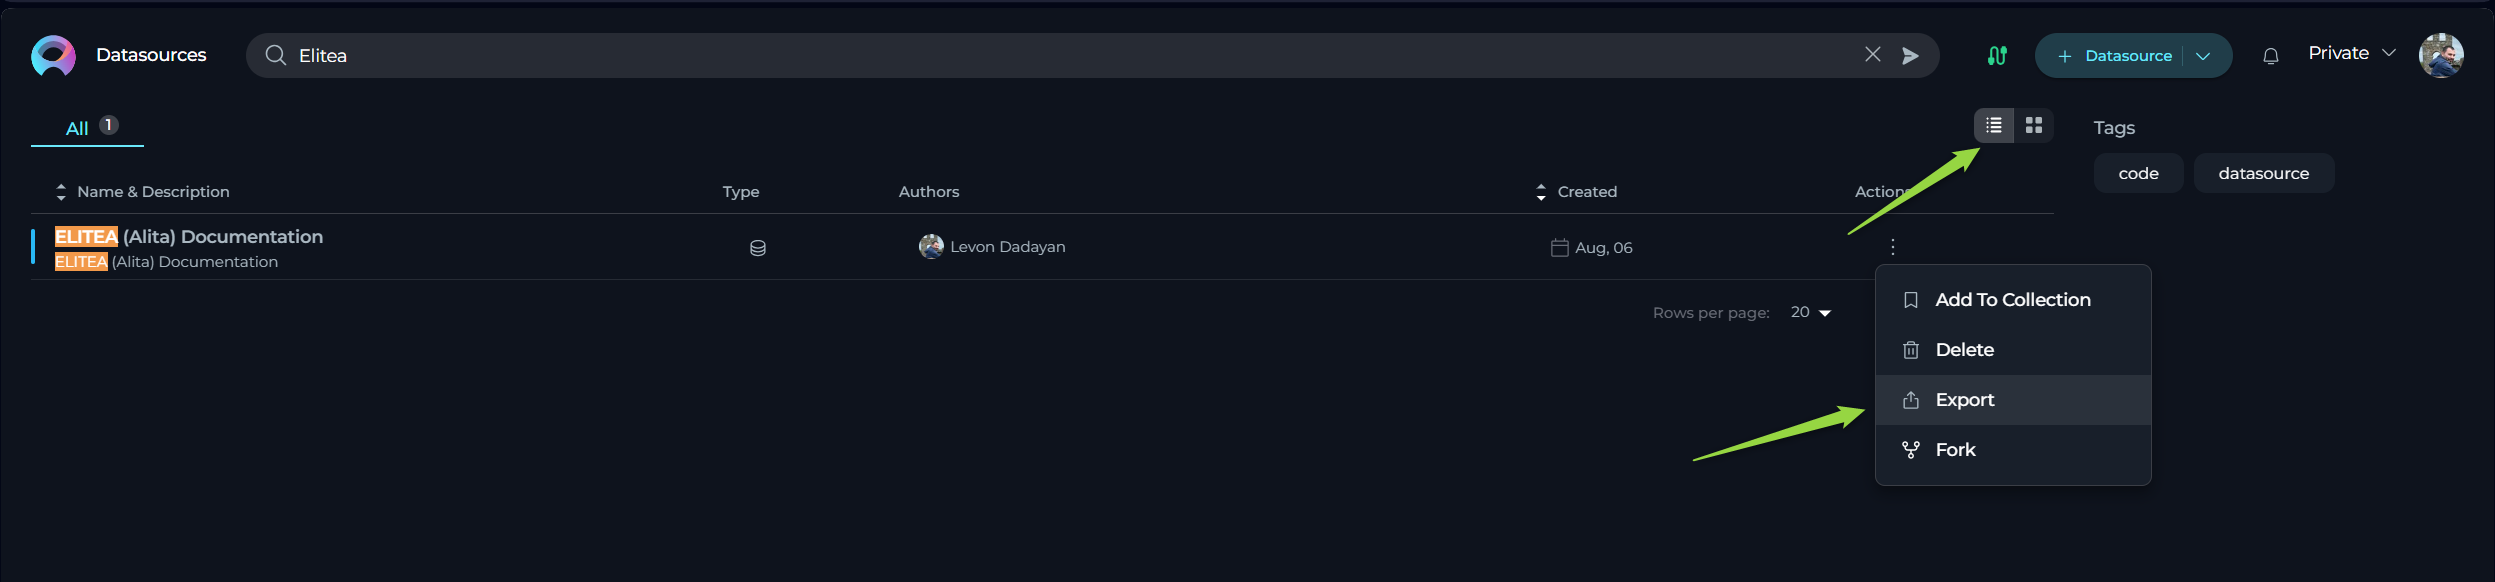 Datasources
Elitea
Datasource
Private
All 1
Tags
code datasource
Name & Description Type Authors Created Actions
ELITEA (Alita) Documentation
ELITEA (Alita) Documentation
Levon Dadayan
Aug, 06
Rows per page: 20
Add To Collection
Delete
Export
Fork